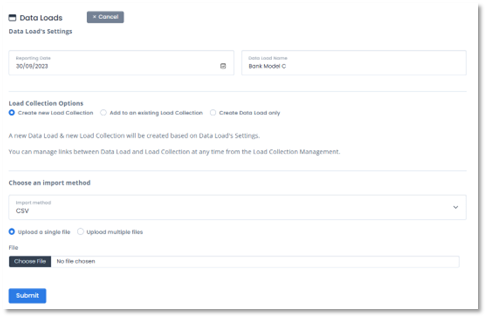 Data Loads
× Cancel
Data Load's Settings
Reporting Date
30/09/2023
Data Load Name
Bank Model C
Load Collection Options
Create new Load Collection
Add to an existing Load Collection
Create Data Load only
A new Data Load & new Load Collection will be created based on Data Load's Settings.
You can manage links between Data Load and Load Collection at any time from the Load Collection Management.
Choose an import method
Import method
CSV
Upload a single file
Upload multiple files
File
Choose File
No file chosen
Submit